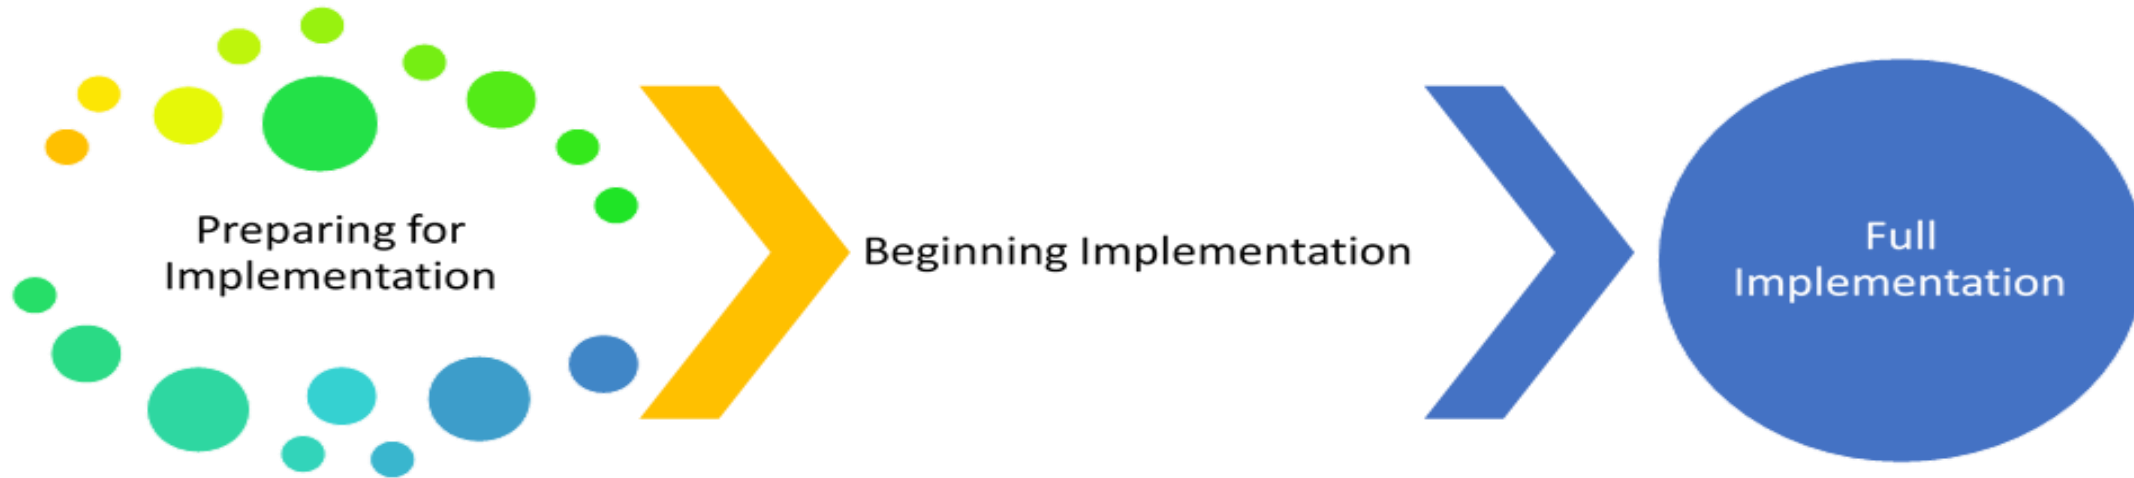 Preparing for
Implementation
Beginning Implementation
Full
Implementation